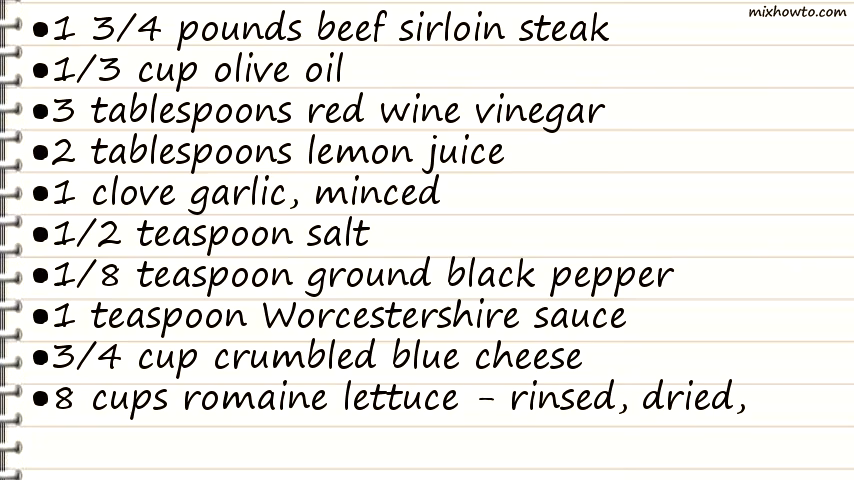 mixhowto.com
•1 3/4 pounds beef sirloin steak
•1/3 cup olive oil
•3 tablespoons red wine vinegar
•2 tablespoons lemon juice
•1 clove garlic, minced
•1/2 teaspoon salt
•1/8 teaspoon ground black pepper
•1 teaspoon Worcestershire sauce
•3/4 cup crumbled blue cheese
•8 cups romaine lettuce - rinsed, dried,